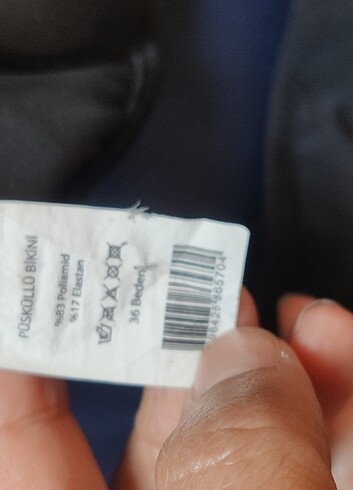 PÜSKÜLLÜ BİKİNİ
%83 Poliamid
%17 Elastan
36 Beden